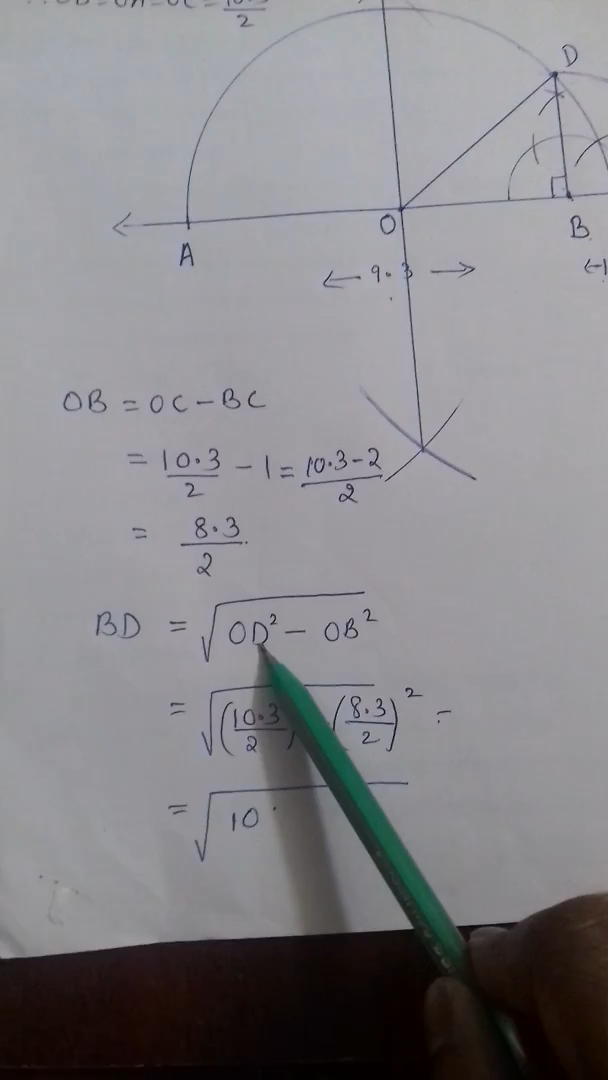 D
O
B
A
← 9.3 →
OB = OC − BC
= 10.3/2 − 1 = 10.3−2/2
= 8.3/2
BD = √OD² − OB²
= √(10.3/2) (8.3/2)² =
= √10.